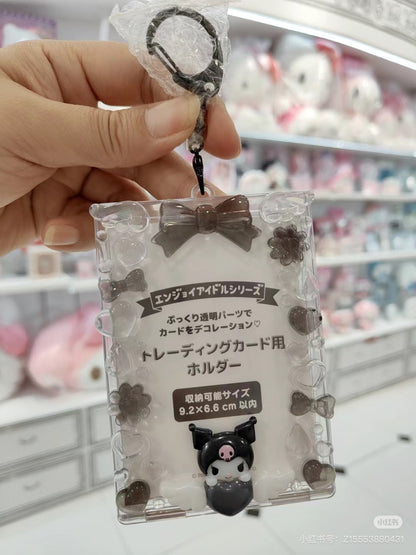 エンジョイアイドルシリーズ
ぷっくり透明パーツで
カードをデコレーション♡
トレーディングカード用
ホルダー
収納可能サイズ
9.2×6.6 cm 以内
小红书
小红书号：Z15553880431